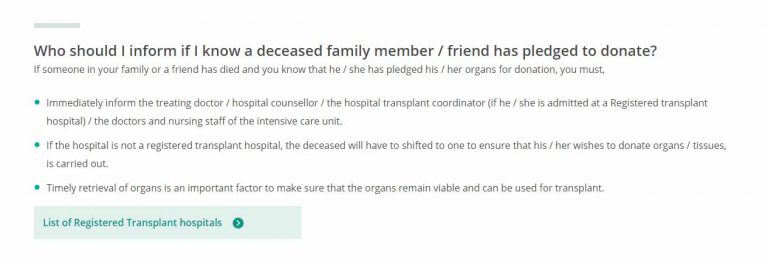 Who should I inform if I know a deceased family member / friend has pledged to donate?
If someone in your family or a friend has died and you know that he / she has pledged his / her organs for donation, you must,
Immediately inform the treating doctor / hospital counsellor / the hospital transplant coordinator (if he / she is admitted at a Registered transplant
hospital) / the doctors and nursing staff of the intensive care unit.
If the hospital is not a registered transplant hospital, the deceased will have to shifted to one to ensure that his / her wishes to donate organs / tissues,
is carried out.
Timely retrieval of organs is an important factor to make sure that the organs remain viable and can be used for transplant.
List of Registered Transplant hospitals